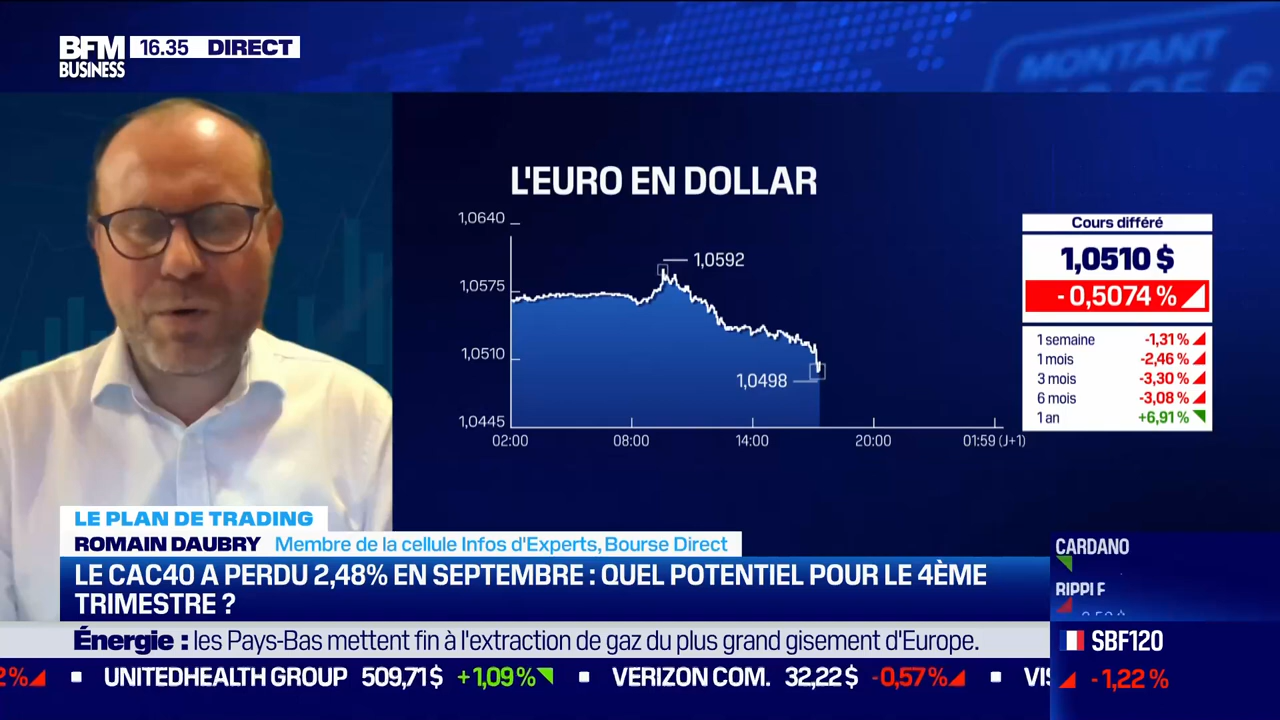 BFM
BUSINESS
16.35 DIRECT
MONTANT
L'EURO EN DOLLAR
1,0640
1,0575
1,0510
1,0445
1,0592
1,0498
02:00 08:00 14:00 20:00 01:59 (J+1)
Cours différé
1,0510 $
- 0,5074 %
1 semaine -1,31 %
1 mois -2,46 %
3 mois -3,30 %
6 mois -3,08 %
1 an +6,91 %
LE PLAN DE TRADING
ROMAIN DAUBRY Membre de la cellule Infos d'Experts, Bourse Direct
LE CAC40 A PERDU 2,48% EN SEPTEMBRE : QUEL POTENTIEL POUR LE 4ÈME
TRIMESTRE ?
Énergie : les Pays-Bas mettent fin à l'extraction de gaz du plus grand gisement d'Europe.
CARDANO
RIPPLE
SBF120
- 1,22 %
2% UNITEDHEALTH GROUP 509,71 $ +1,09 % VERIZON COM. 32,22 $ -0,57 % VIS